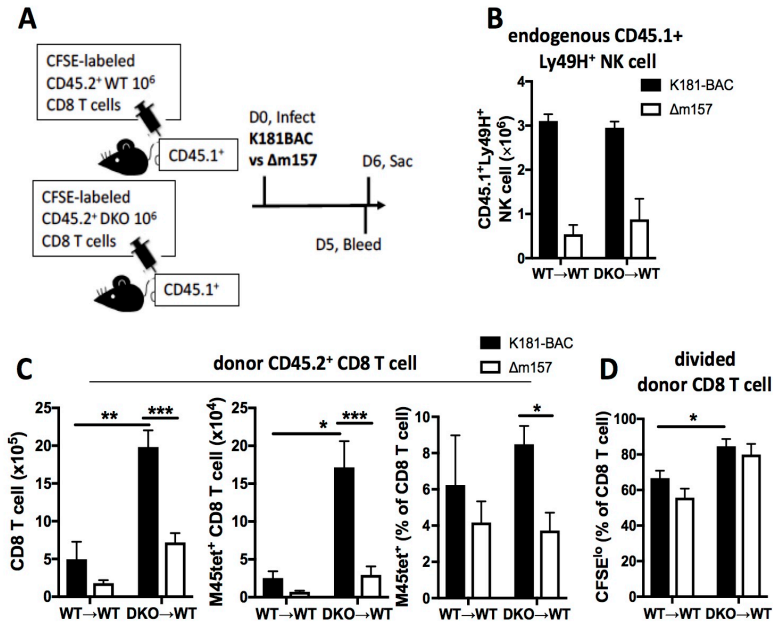 A
CFSE-labeled
CD45.2⁺ WT 10⁶
CD8 T cells
CD45.1⁺
CFSE-labeled
CD45.2⁺ DKO 10⁶
CD8 T cells
CD45.1⁺
D0, Infect
K181BAC
vs Δm157
D6, Sac
D5, Bleed
B
endogenous CD45.1+
Ly49H⁺ NK cell
K181-BAC
Δm157
CD45.1⁺Ly49H⁺
NK cell (×10⁶)
4
3
2
1
0
WT→WT DKO→WT
C
donor CD45.2⁺ CD8 T cell
K181-BAC
Δm157
CD8 T cell (x10⁵)
25
20
15
10
5
0
** ***
WT→WT DKO→WT
M45tet⁺ CD8 T cell (x10⁴)
25
20
15
10
5
0
* ***
WT→WT DKO→WT
M45tet⁺ (% of CD8 T cell)
10
8
6
4
2
0
*
WT→WT DKO→WT
D
divided
donor CD8 T cell
CFSEˡᵒ (% of CD8 T cell)
100
80
60
40
20
0
*
WT→WT DKO→WT